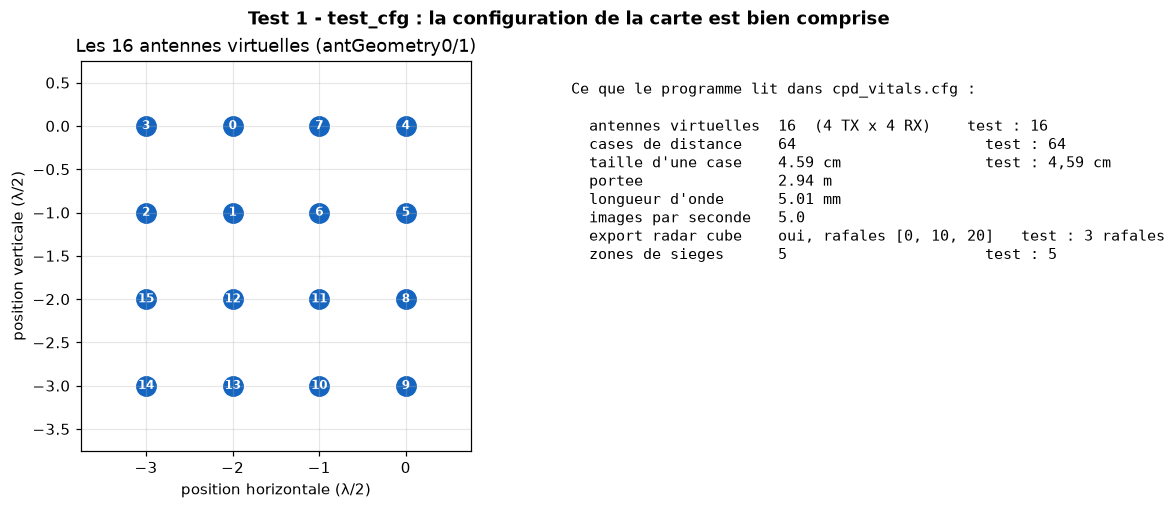 Test 1 - test_cfg : la configuration de la carte est bien comprise
Les 16 antennes virtuelles (antGeometry0/1)
0.5
0.0
−0.5
−1.0
−1.5
−2.0
−2.5
−3.0
−3.5
position verticale (λ/2)
3 0 7 4
2 1 6 5
15 12 11 8
14 13 10 9
−3 −2 −1 0
position horizontale (λ/2)
Ce que le programme lit dans cpd_vitals.cfg :
antennes virtuelles 16 (4 TX x 4 RX) test : 16
cases de distance 64 test : 64
taille d'une case 4.59 cm test : 4,59 cm
portee 2.94 m
longueur d'onde 5.01 mm
images par seconde 5.0
export radar cube oui, rafales [0, 10, 20] test : 3 rafales
zones de sieges 5 test : 5